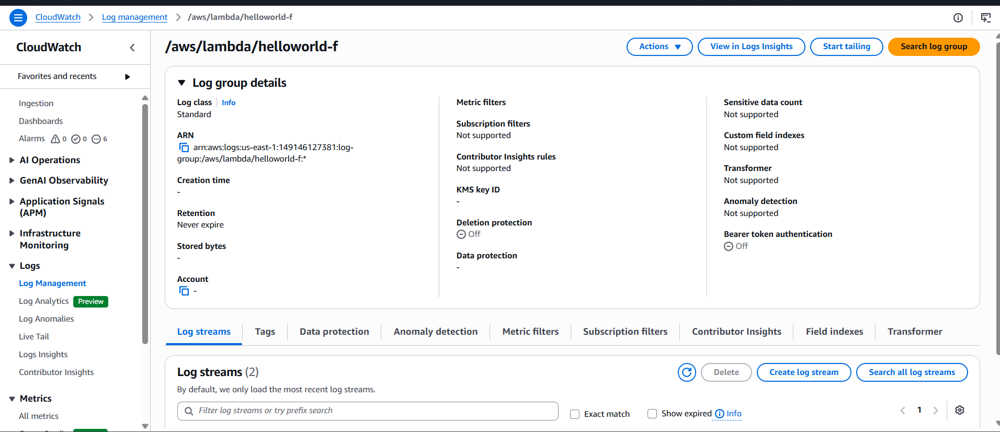 CloudWatch > Log management > /aws/lambda/helloworld-f
CloudWatch
Favorites and recents
Ingestion
Dashboards
Alarms 0 0 6
AI Operations
GenAI Observability
Application Signals
(APM)
Infrastructure
Monitoring
Logs
Log Management
Log Analytics Preview
Log Anomalies
Live Tail
Logs Insights
Contributor Insights
Metrics
All metrics
/aws/lambda/helloworld-f
Actions
View in Logs Insights
Start tailing
Search log group
Log group details
Log class Info
Standard
ARN
arn:aws:logs:us-east-1:149146127381:log-
group:/aws/lambda/helloworld-f:*
Creation time
-
Retention
Never expire
Stored bytes
-
Account
-
Metric filters
Subscription filters
Not supported
Contributor Insights rules
Not supported
KMS key ID
-
Deletion protection
Off
Data protection
-
Sensitive data count
Not supported
Custom field indexes
Not supported
Transformer
Not supported
Anomaly detection
Not supported
Bearer token authentication
Off
Log streams
Tags
Data protection
Anomaly detection
Metric filters
Subscription filters
Contributor Insights
Field indexes
Transformer
Log streams (2)
Delete
Create log stream
Search all log streams
By default, we only load the most recent log streams.
Filter log streams or try prefix search
Exact match
Show expired Info
1